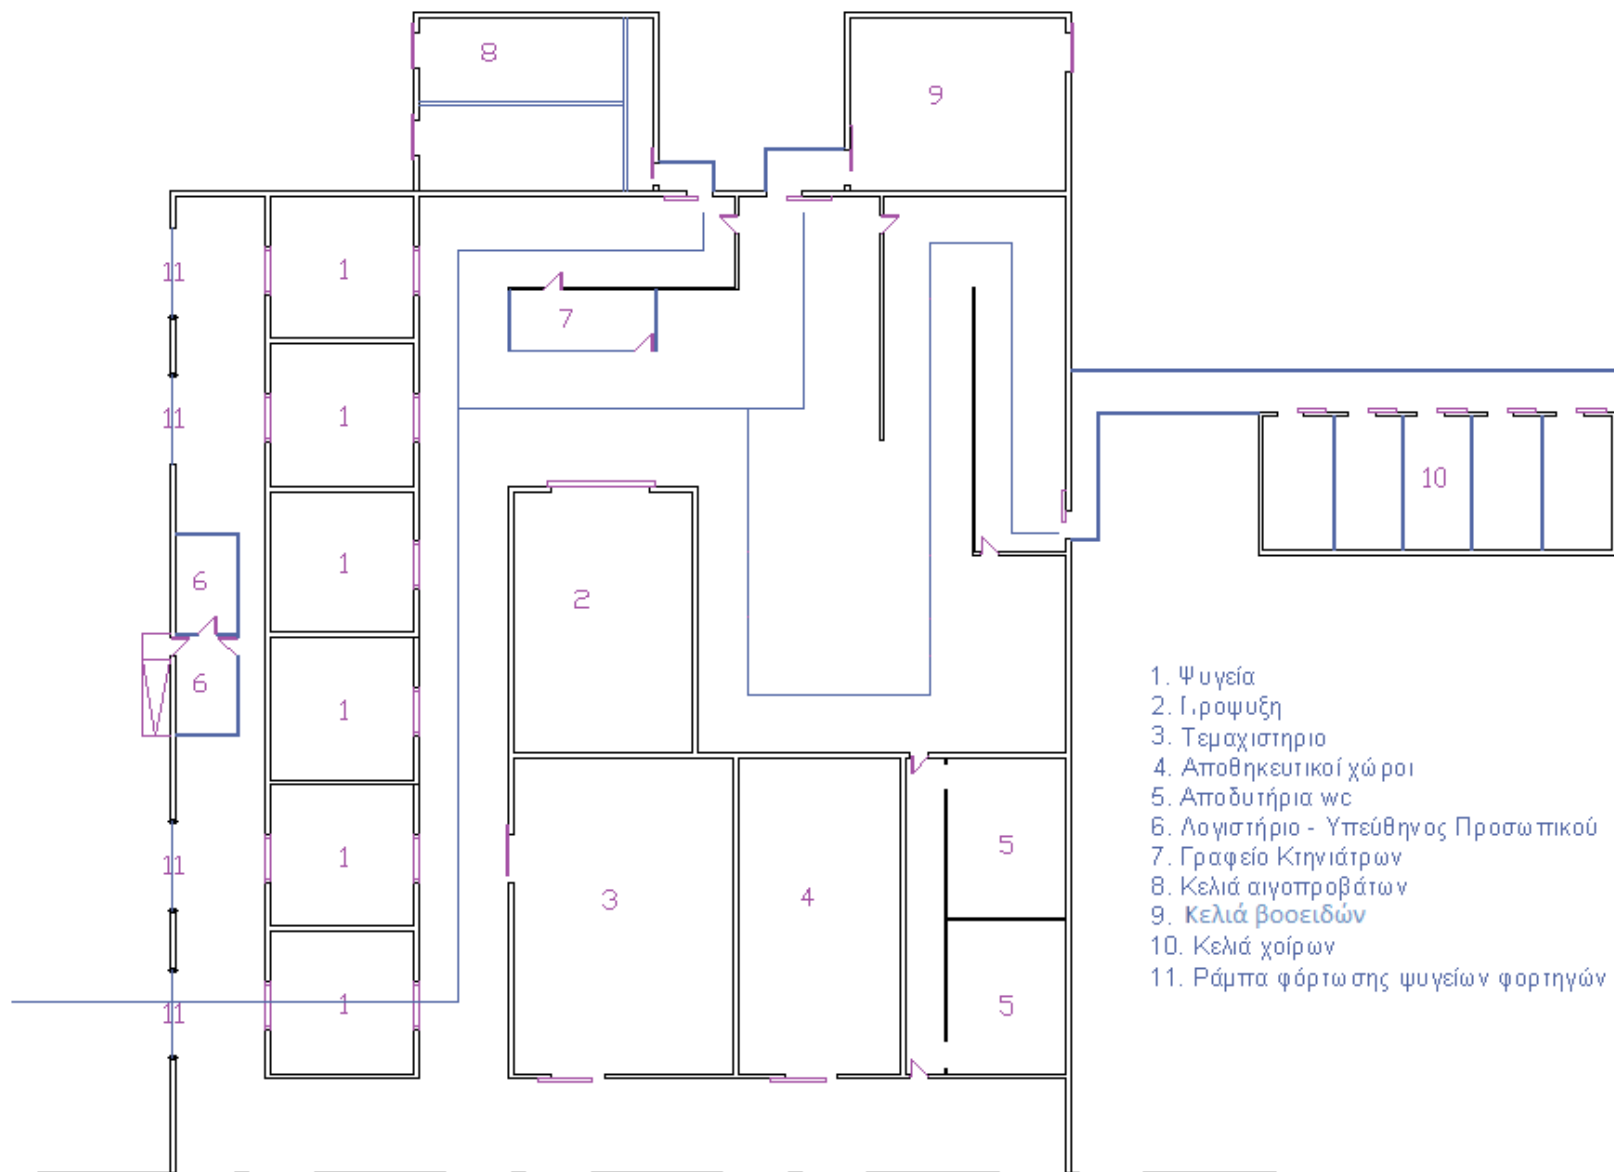 8
9
11
1
7
11
1
10
6
1
2
6
1
11
1
3
4
5
11
1
5
1. Ψυγεία
2. Προψυξη
3. Τεμαχιστηριο
4. Αποθηκευτικοί χώροι
5. Αποδυτήρια wc
6. Λογιστήριο - Υπεύθηνος Προσωπικού
7. Γραφείο Κτηνιάτρων
8. Κελιά αιγοπροβάτων
9. Κελιά βοοειδών
10. Κελιά χοίρων
11. Ράμπα φόρτωσης ψυγείων φορτηγών